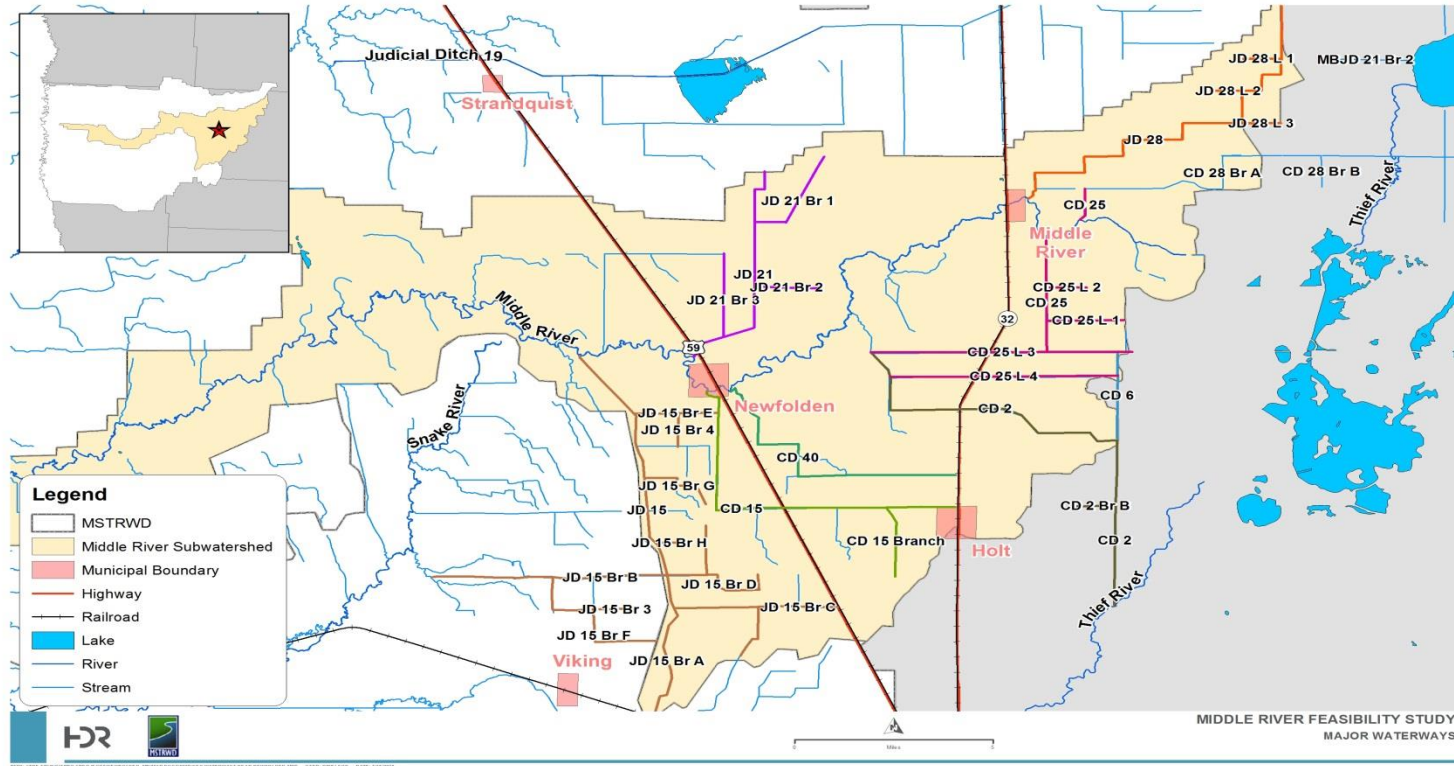 Judicial Ditch 19
Strandquist
JD 28 L 1
MBJD 21 Br 2
JD 28 L 2
JD 28 L 3
JD 28
CD 28 Br A
CD 28 Br B
Thief River
JD 21 Br 1
CD 25
Middle
River
JD 21
JD 21 Br 2
JD 21 Br 3
CD 25 L 2
CD 25
CD 25 L 1
32
Middle River
59
CD 25 L 3
CD 25 L 4
CD 6
Newfolden
CD 2
Snake River
JD 15 Br E
JD 15 Br 4
CD 40
JD 15 Br G
JD 15
CD 15
CD 2 Br B
JD 15 Br H
CD 15 Branch
Holt
CD 2
JD 15 Br B
JD 15 Br D
JD 15 Br 3
JD 15 Br C
Thief River
JD 15 Br F
Viking
JD 15 Br A
Legend
MSTRWD
Middle River Subwatershed
Municipal Boundary
Highway
Railroad
Lake
River
Stream
HDR
MSTRWD
0
Miles
MIDDLE RIVER FEASIBILITY STUDY
MAJOR WATERWAYS